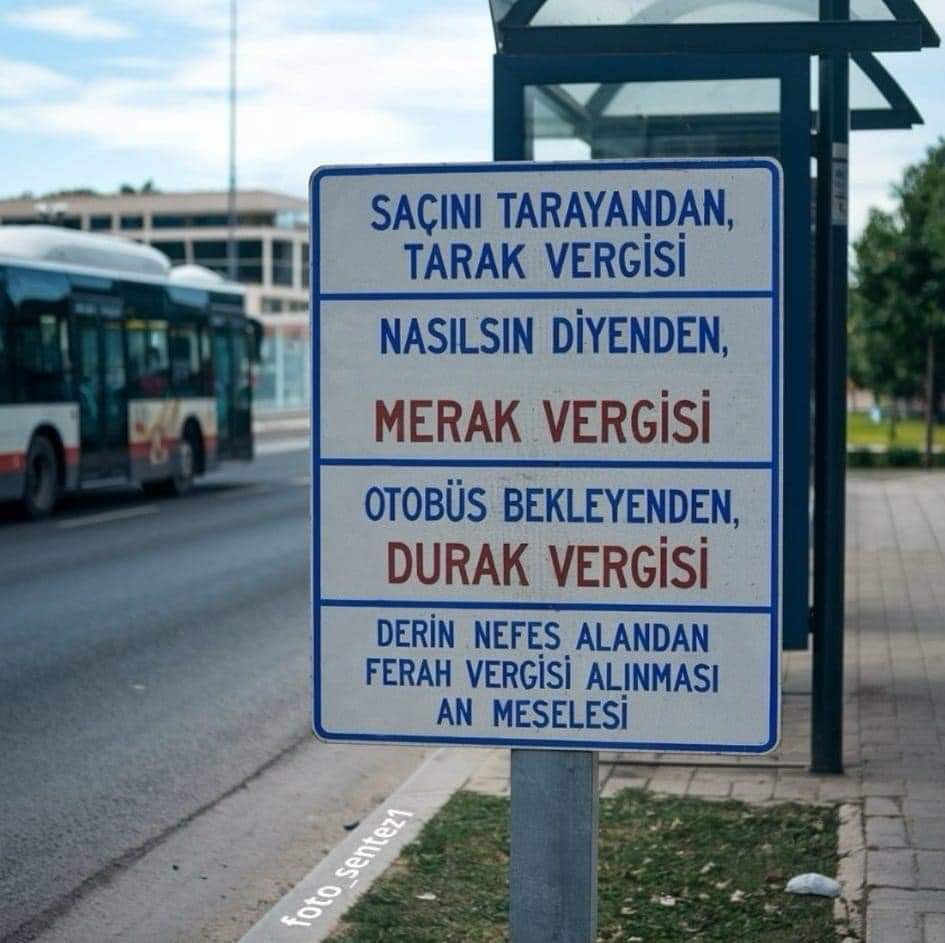 SAÇINI TARAYANDAN,
TARAK VERGİSİ
NASILSIN DİYENDEN,
MERAK VERGİSİ
OTOBÜS BEKLEYENDEN,
DURAK VERGİSİ
DERİN NEFES ALANDAN
FERAH VERGİSİ ALINMASI
AN MESELESİ
foto_sentez1